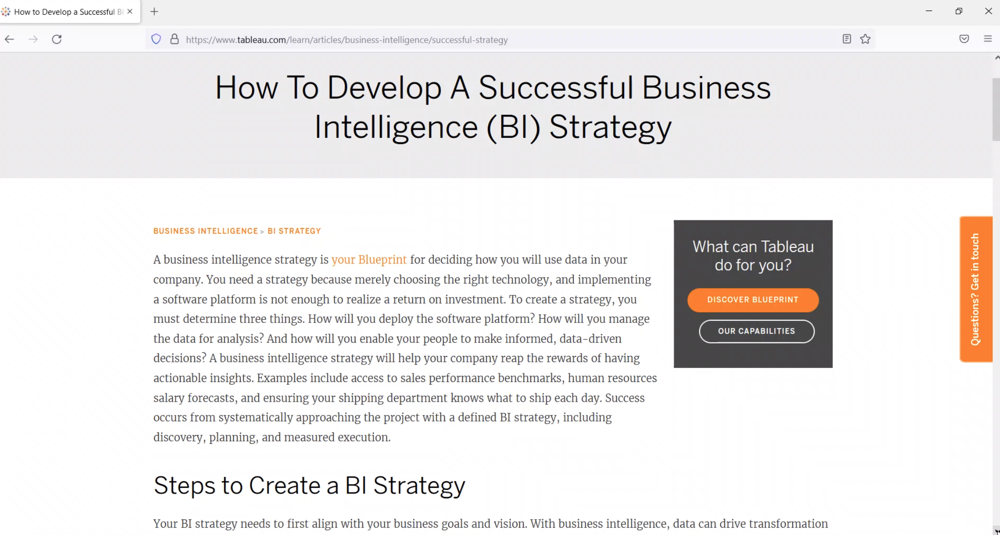 How to Develop a Successful BI
https://www.tableau.com/learn/articles/business-intelligence/successful-strategy
How To Develop A Successful Business
Intelligence (BI) Strategy
BUSINESS INTELLIGENCE > BI STRATEGY
A business intelligence strategy is your Blueprint for deciding how you will use data in your
company. You need a strategy because merely choosing the right technology, and implementing
a software platform is not enough to realize a return on investment. To create a strategy, you
must determine three things. How will you deploy the software platform? How will you manage
the data for analysis? And how will you enable your people to make informed, data-driven
decisions? A business intelligence strategy will help your company reap the rewards of having
actionable insights. Examples include access to sales performance benchmarks, human resources
salary forecasts, and ensuring your shipping department knows what to ship each day. Success
occurs from systematically approaching the project with a defined BI strategy, including
discovery, planning, and measured execution.
What can Tableau
do for you?
DISCOVER BLUEPRINT
OUR CAPABILITIES
Questions? Get in touch
Steps to Create a BI Strategy
Your BI strategy needs to first align with your business goals and vision. With business intelligence, data can drive transformation